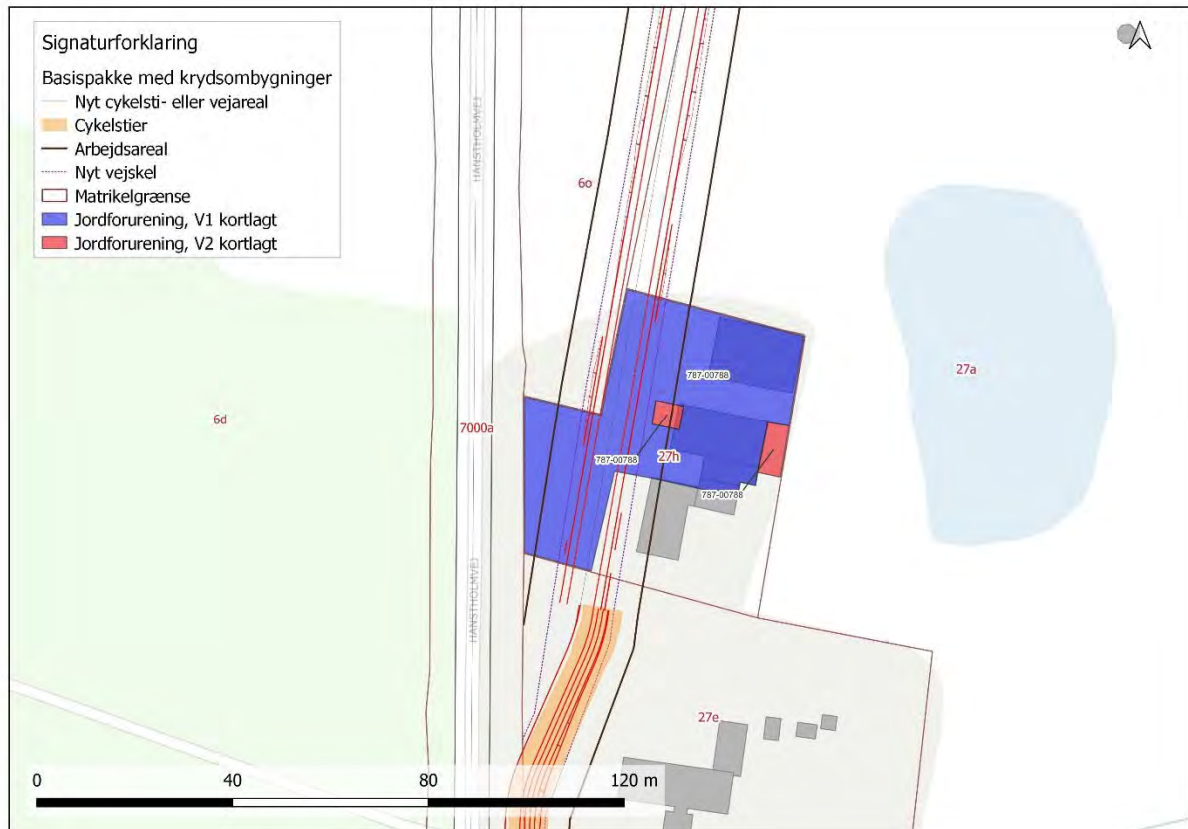 Signaturforklaring
Basispakke med krydsombygninger
Nyt cykelsti- eller vejareal
Cykelstier
Arbejdsareal
Nyt vejskel
Matrikelgrænse
Jordforurening, V1 kortlagt
Jordforurening, V2 kortlagt
HANSTHOLMVEJ
6o
27a
787-00788
6d
7000a
787-00788
27h
787-00788
HANSTHOLMVEJ
27e
0 40 80 120 m